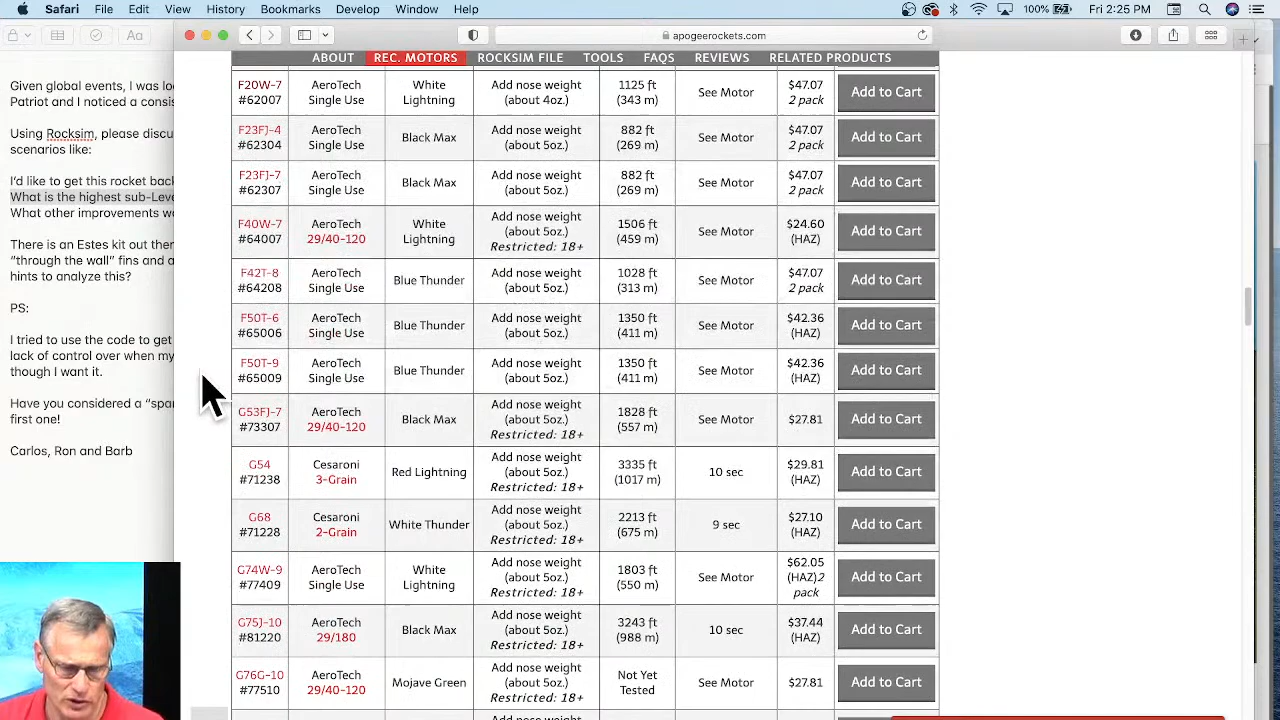 Safari File Edit View History Bookmarks Develop Window Help 100% Fri 2:25 PM
Aa apogeerockets.com
ABOUT REC. MOTORS ROCKSIM FILE TOOLS FAQS REVIEWS RELATED PRODUCTS
Given global events, I was
Patriot and I noticed a
Using Rocksim, please
scenarios like:
I'd like to get this rocket back
What is the highest
What other improvements
There is an Estes kit out
"through the wall" fins and
hints to analyze this?
PS:
I tried to use the code to get
lack of control over when my
though I want it.
Have you considered a
first one!
Carlos, Ron and Barb
F20W-7 AeroTech White Add nose weight 1125 ft See Motor $47.07 Add to Cart
#62007 Single Use Lightning (about 4oz.) (343 m) 2 pack
F23FJ-4 AeroTech Black Max Add nose weight 882 ft See Motor $47.07 Add to Cart
#62304 Single Use (about 5oz.) (269 m) 2 pack
F23FJ-7 AeroTech Black Max Add nose weight 882 ft See Motor $47.07 Add to Cart
#62307 Single Use (about 5oz.) (269 m) 2 pack
F40W-7 AeroTech White Add nose weight 1506 ft See Motor $24.60 Add to Cart
#64007 29/40-120 Lightning (about 5oz.) (459 m) (HAZ)
Restricted: 18+
F42T-8 AeroTech Blue Thunder Add nose weight 1028 ft See Motor $47.07 Add to Cart
#64208 Single Use (about 5oz.) (313 m) 2 pack
F50T-6 AeroTech Blue Thunder Add nose weight 1350 ft See Motor $42.36 Add to Cart
#65006 Single Use (about 5oz.) (411 m) (HAZ)
F50T-9 AeroTech Blue Thunder Add nose weight 1350 ft See Motor $42.36 Add to Cart
#65009 Single Use (about 5oz.) (411 m) (HAZ)
G53FJ-7 AeroTech Black Max Add nose weight 1826 ft See Motor $27.81 Add to Cart
#73307 29/40-120 (about 5oz.) (557 m)
Restricted: 18+
G54 Cesaroni Red Lightning Add nose weight 3335 ft 10 sec $29.81 Add to Cart
#71238 3-Grain (about 5oz.) (1017 m) (HAZ)
Restricted: 18+
G68 Cesaroni White Thunder Add nose weight 2213 ft 9 sec $27.10 Add to Cart
#71228 2-Grain (about 5oz.) (675 m) (HAZ)
Restricted: 18+
G74W-9 AeroTech White Add nose weight 1803 ft See Motor $62.05 Add to Cart
#77409 Single Use Lightning (about 5oz.) (550 m) (HAZ)2
Restricted: 18+ pack
G75J-10 AeroTech Black Max Add nose weight 3243 ft 10 sec $37.44 Add to Cart
#81220 29/180 (about 5oz.) (988 m) (HAZ)
Restricted: 18+
G76G-10 AeroTech Mojave Green Add nose weight Not Yet See Motor $27.81 Add to Cart
#77510 29/40-120 (about 5oz.) Tested
Restricted: 18+
Add nose weight